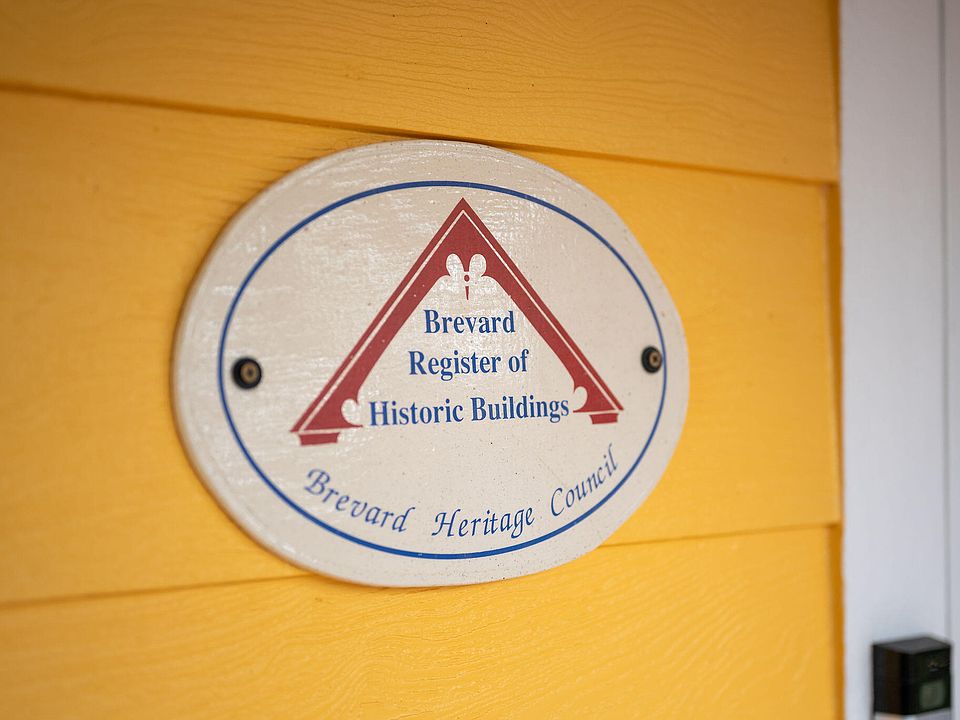 Brevard
Register of
Historic Buildings
Brevard Heritage Council